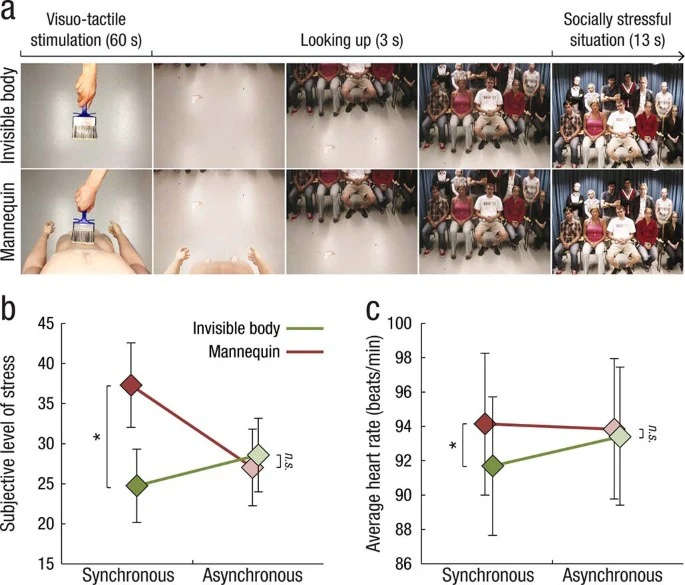 a
Visuo-tactile
stimulation (60 s)
Looking up (3 s)
Socially stressful
situation (13 s)
Invisible body
Mannequin
b
Subjective level of stress
45
40
35
30
25
20
15
Invisible body
Mannequin
*
n.s.
Synchronous
Asynchronous
c
Average heart rate (beats/min)
100
98
96
94
92
90
88
86
*
n.s.
Synchronous
Asynchronous